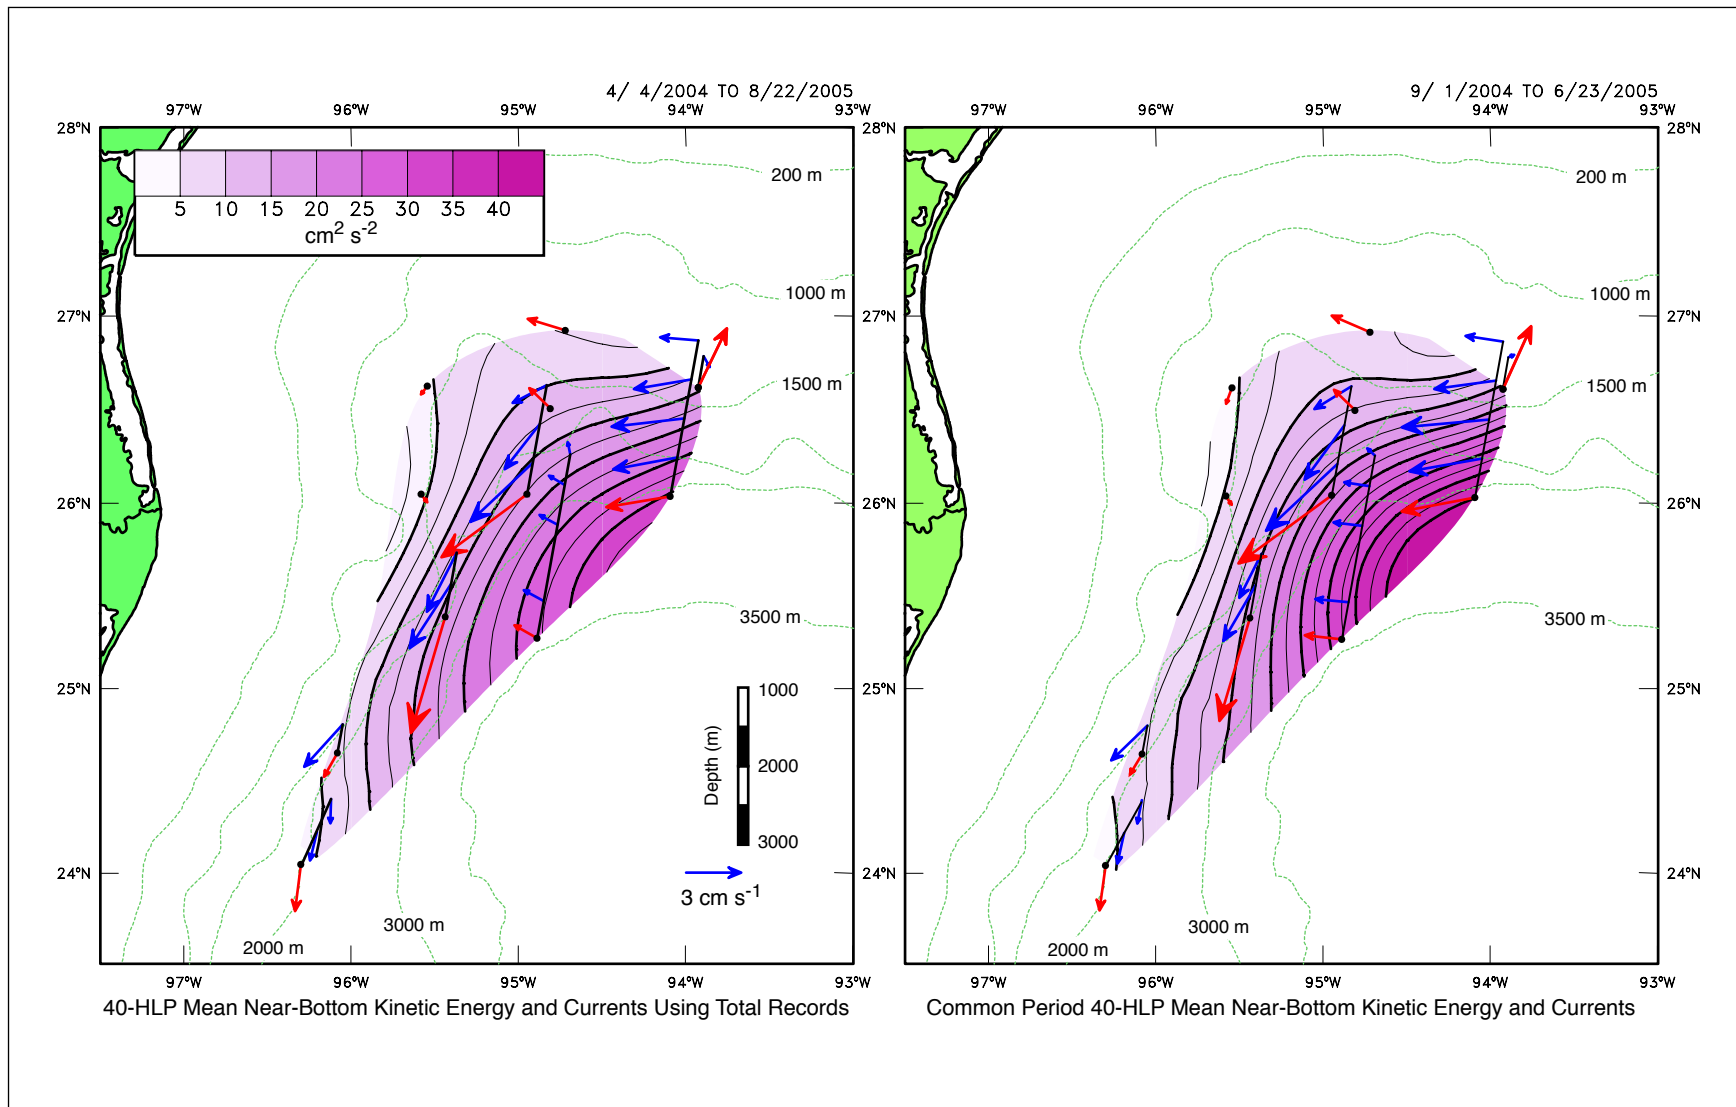 4/ 4/2004 TO 8/22/2005
9/ 1/2004 TO 6/23/2005
97°W 96°W 95°W 94°W 93°W
97°W 96°W 95°W 94°W 93°W
28°N
28°N
200 m
200 m
5 10 15 20 25 30 35 40
cm2 s-2
1000 m
1000 m
27°N
27°N
27°N
1500 m
1500 m
26°N
26°N
26°N
3500 m
3500 m
25°N
25°N
25°N
1000
2000
3000
Depth (m)
24°N
24°N
24°N
3 cm s-1
3000 m
3000 m
2000 m
2000 m
97°W 96°W 95°W 94°W 93°W
97°W 96°W 95°W 94°W 93°W
40-HLP Mean Near-Bottom Kinetic Energy and Currents Using Total Records
Common Period 40-HLP Mean Near-Bottom Kinetic Energy and Currents